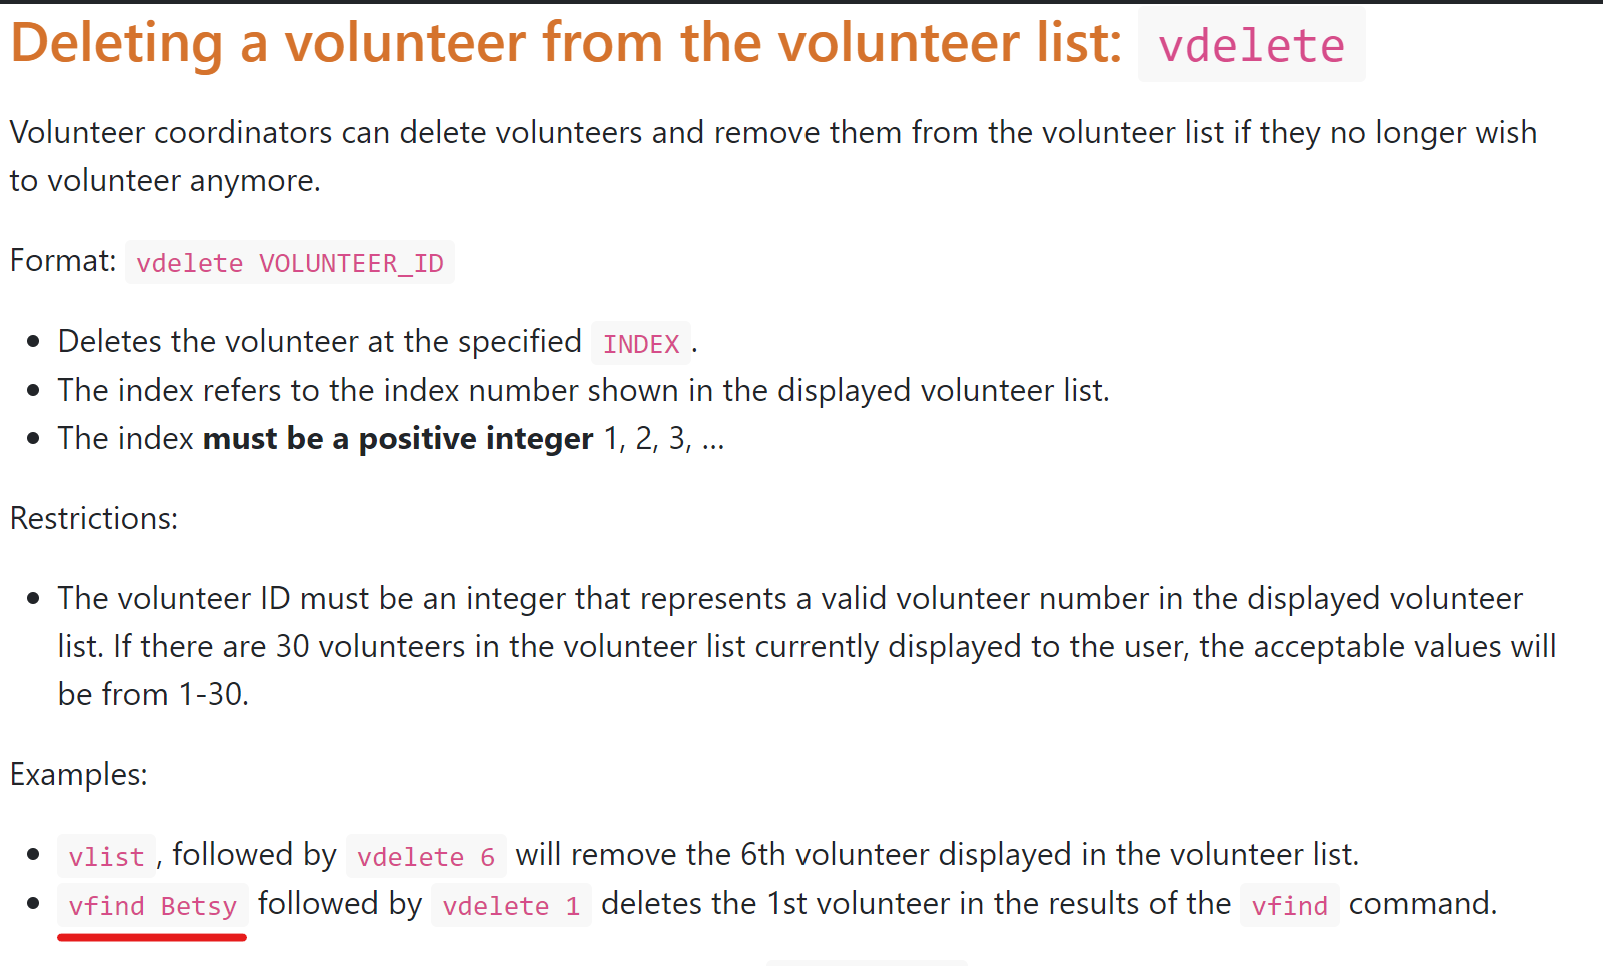 Deleting a volunteer from the volunteer list: vdelete
Volunteer coordinators can delete volunteers and remove them from the volunteer list if they no longer wish
to volunteer anymore.
Format: vdelete VOLUNTEER_ID
• Deletes the volunteer at the specified INDEX.
• The index refers to the index number shown in the displayed volunteer list.
• The index must be a positive integer 1, 2, 3, …
Restrictions:
• The volunteer ID must be an integer that represents a valid volunteer number in the displayed volunteer
list. If there are 30 volunteers in the volunteer list currently displayed to the user, the acceptable values will
be from 1-30.
Examples:
• vlist, followed by vdelete 6 will remove the 6th volunteer displayed in the volunteer list.
• vfind Betsy followed by vdelete 1 deletes the 1st volunteer in the results of the vfind command.